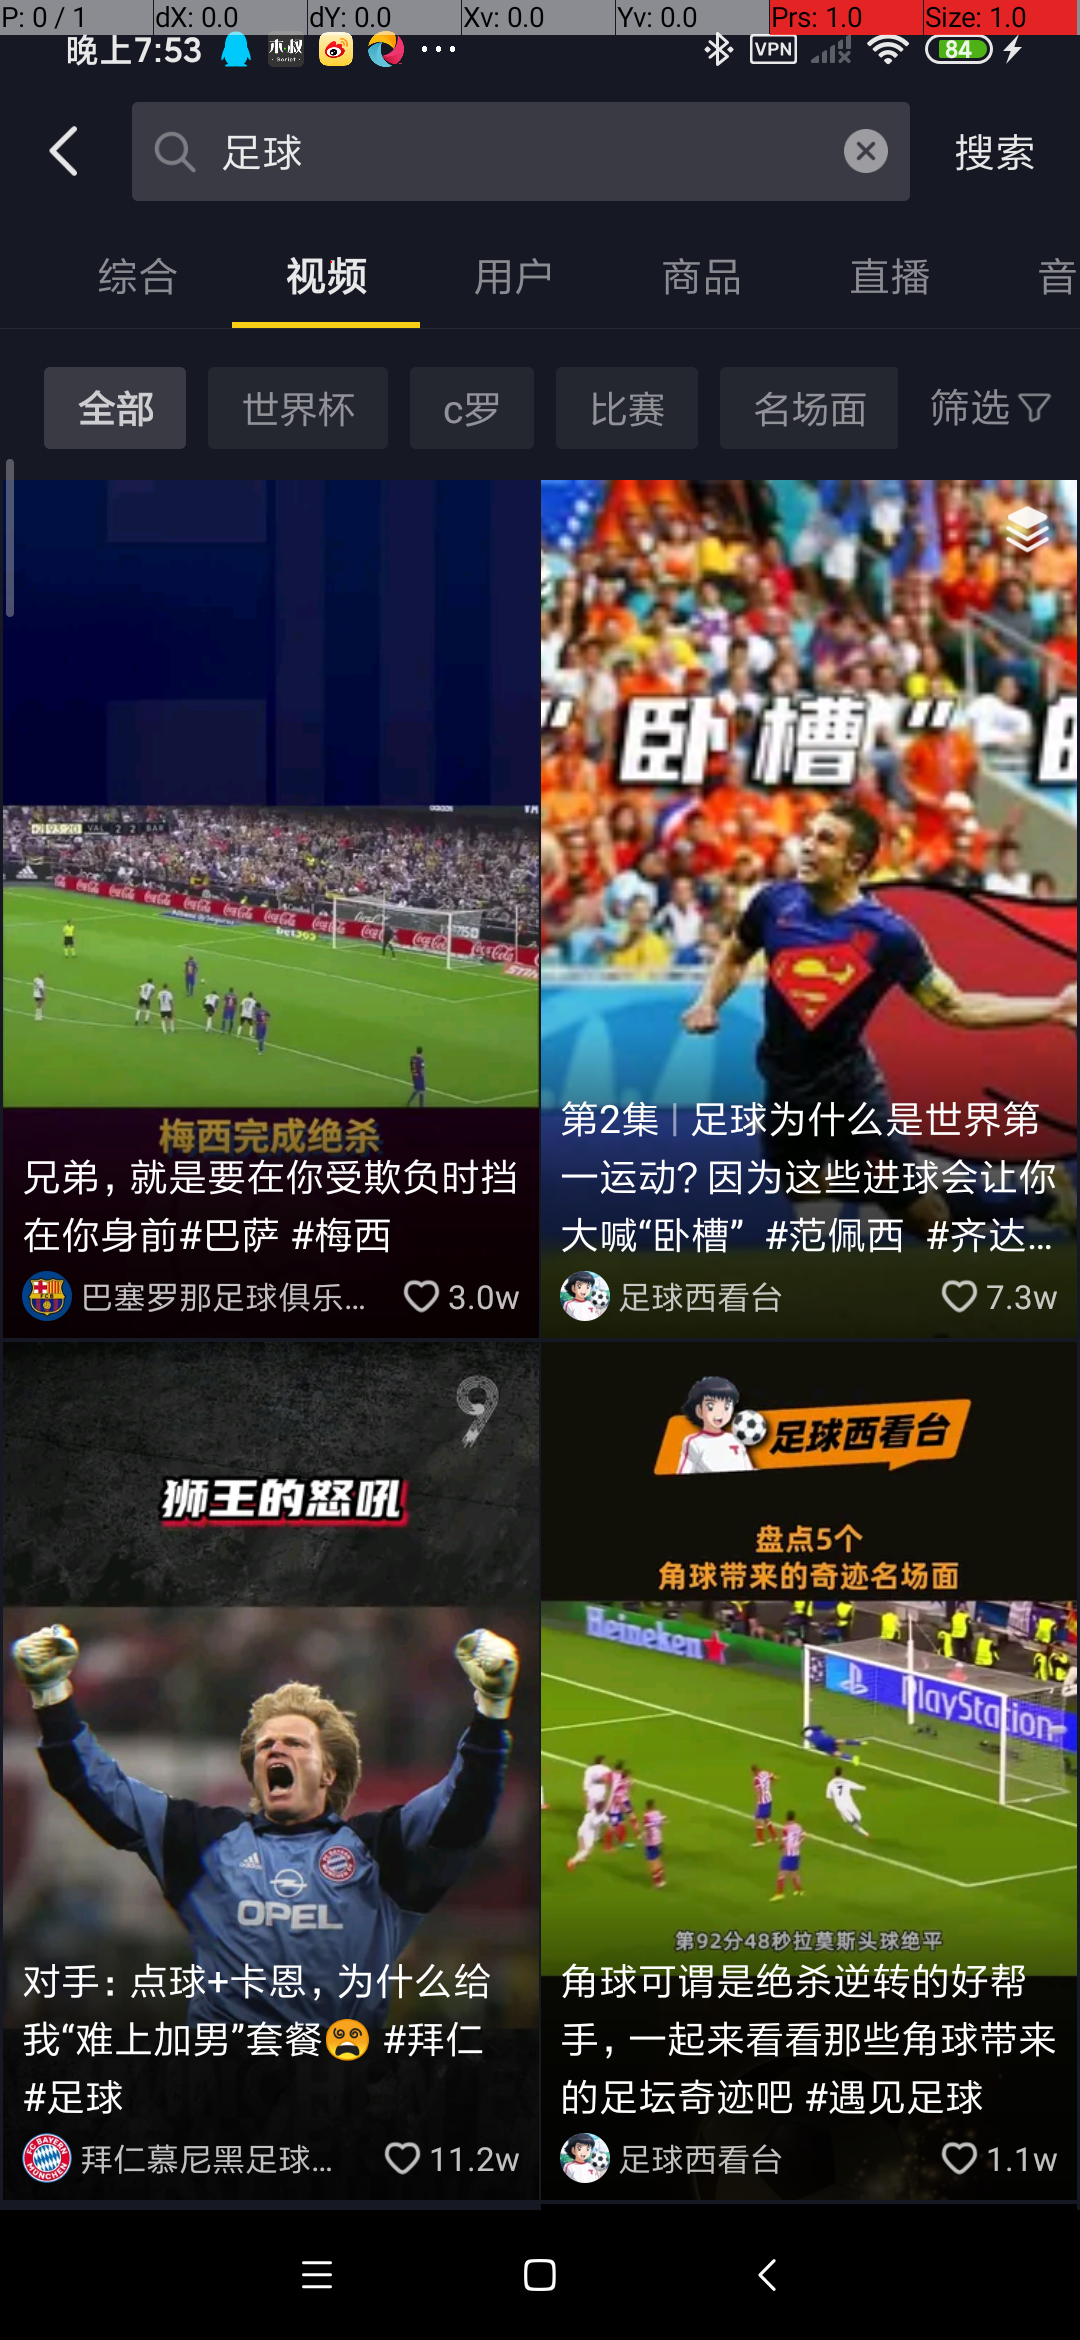 P: 0 / 1 dX: 0.0 dY: 0.0 Xv: 0.0 Yv: 0.0 Prs: 1.0 Size: 1.0
晚上7:53 VPN 84
足球 搜索
综合 视频 用户 商品 直播 音
全部 世界杯 c罗 比赛 名场面 筛选
VAL 2 2 BAR
bet365
梅西完成绝杀
兄弟，就是要在你受欺负时挡
在你身前#巴萨 #梅西
巴塞罗那足球俱乐... 3.0w
“卧槽”
第2集 | 足球为什么是世界第
一运动？因为这些进球会让你
大喊“卧槽” #范佩西 #齐达...
足球西看台 7.3w
狮王的怒吼
OPEL
对手：点球+卡恩，为什么给
我“难上加男”套餐😵 #拜仁
#足球
拜仁慕尼黑足球... 11.2w
足球西看台
盘点5个
角球带来的奇迹名场面
Heineken
PlayStation
第92分48秒拉莫斯头球绝平
角球可谓是绝杀逆转的好帮
手，一起来看看那些角球带来
的足坛奇迹吧 #遇见足球
足球西看台 1.1w